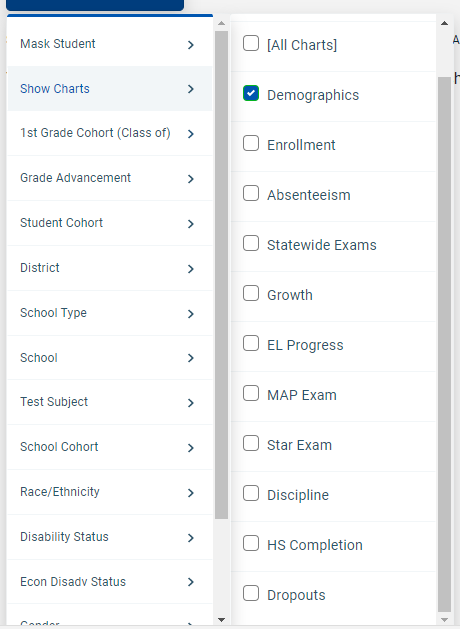 Mask Student
Show Charts
1st Grade Cohort (Class of)
Grade Advancement
Student Cohort
District
School Type
School
Test Subject
School Cohort
Race/Ethnicity
Disability Status
Econ Disadv Status
Gender
[All Charts]
Demographics
Enrollment
Absenteeism
Statewide Exams
Growth
EL Progress
MAP Exam
Star Exam
Discipline
HS Completion
Dropouts